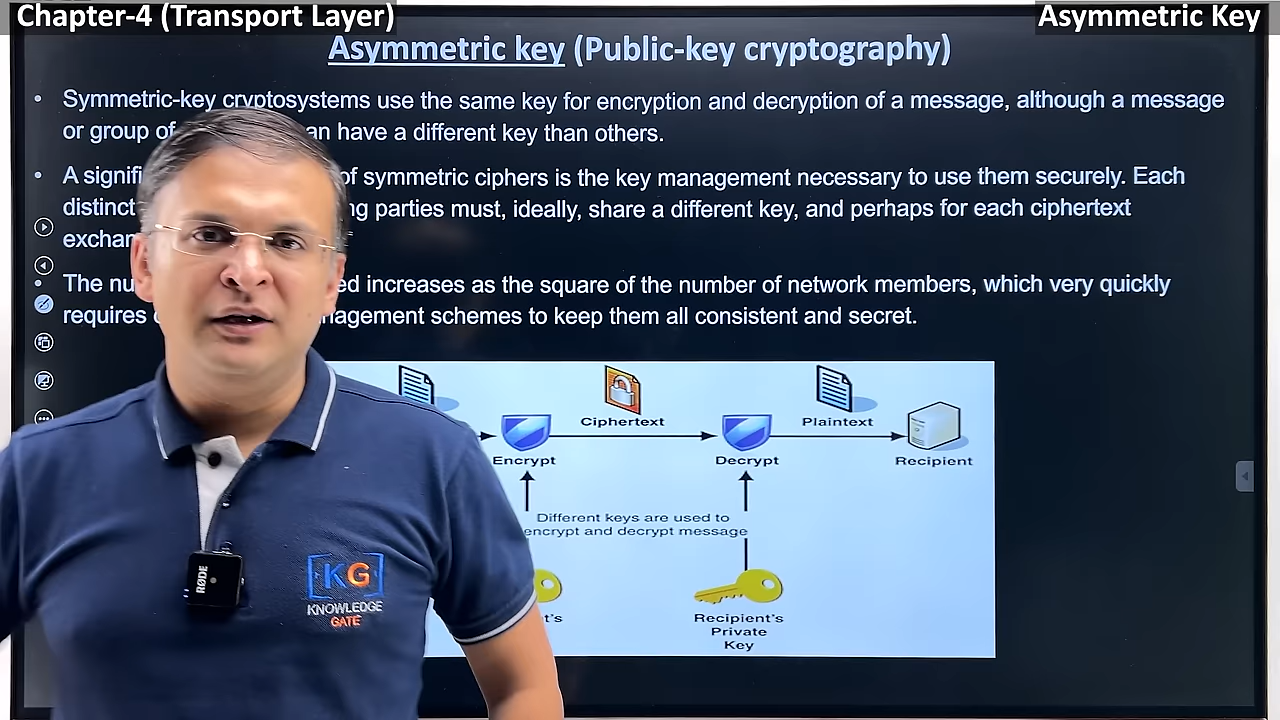 Chapter-4 (Transport Layer)
Asymmetric Key
Asymmetric key (Public-key cryptography)
• Symmetric-key cryptosystems use the same key for encryption and decryption of a message, although a message
or group of an have a different key than others.
• A signifi of symmetric ciphers is the key management necessary to use them securely. Each
distinct ng parties must, ideally, share a different key, and perhaps for each ciphertext
exchan
• The nu ed increases as the square of the number of network members, which very quickly
requires nagement schemes to keep them all consistent and secret.
Ciphertext
Plaintext
Encrypt
Decrypt
Recipient
Different keys are used to
encrypt and decrypt message
t's
Recipient's
Private
Key
RØDE
KG
KNOWLEDGE
GATE